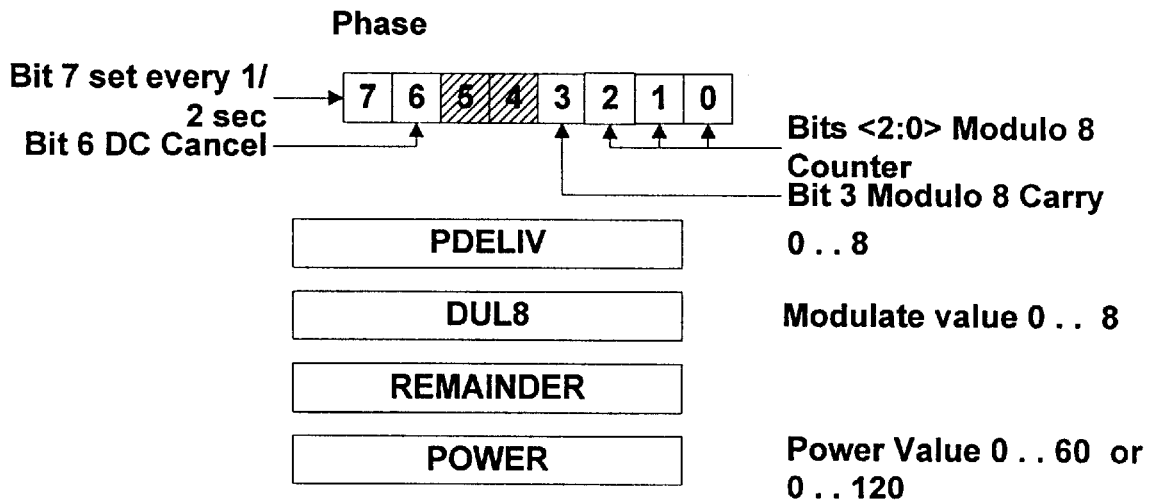 Phase
Bit 7 set every 1/
2 sec
Bit 6 DC Cancel
7 6 5 4 3 2 1 0
Bits <2:0> Modulo 8
Counter
Bit 3 Modulo 8 Carry
PDELIV
0 . . 8
DUL8
Modulate value 0 . . 8
REMAINDER
POWER
Power Value 0 . . 60 or
0 . . 120